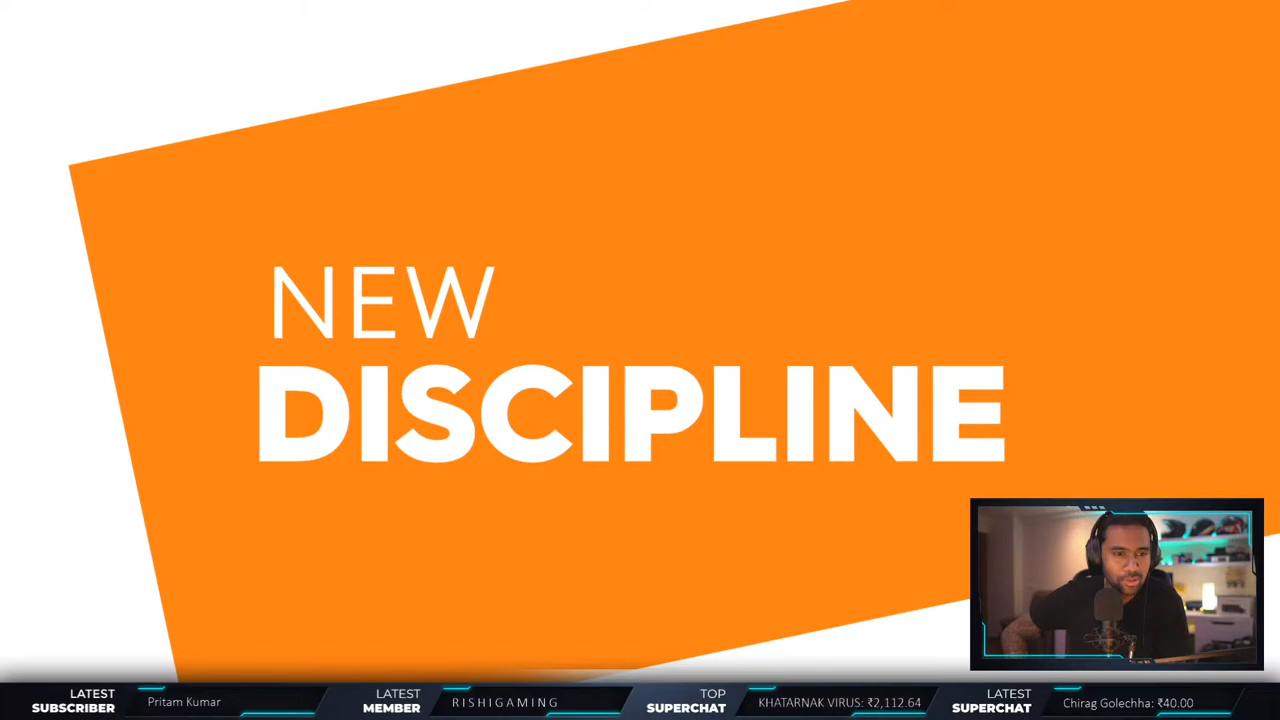 NEW
DISCIPLINE
LATEST
SUBSCRIBER
Pritam Kumar
LATEST
MEMBER
RISHIGAMING
TOP
SUPERCHAT
KHATARNAK VIRUS: ₹2,112.64
LATEST
SUPERCHAT
Chirag Golechha: ₹40.00